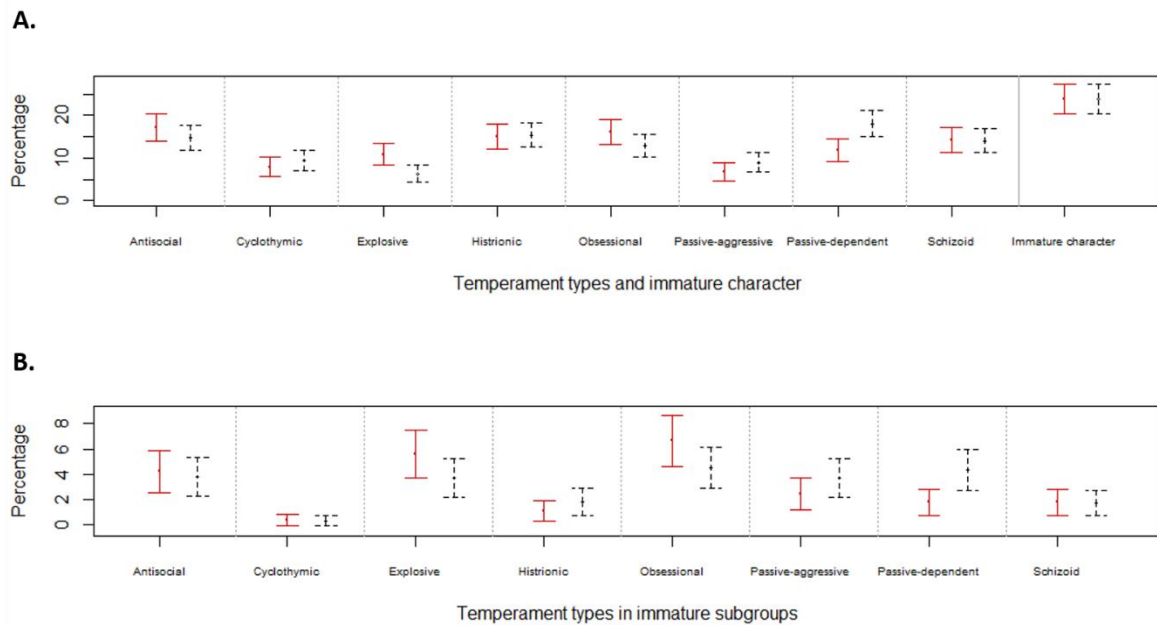 A.
Percentage
20
10
0
Antisocial Cyclothymic Explosive Histrionic Obsessional Passive-aggressive Passive-dependent Schizoid Immature character
Temperament types and immature character
B.
Percentage
8
6
4
2
0
Antisocial Cyclothymic Explosive Histrionic Obsessional Passive-aggressive Passive-dependent Schizoid
Temperament types in immature subgroups